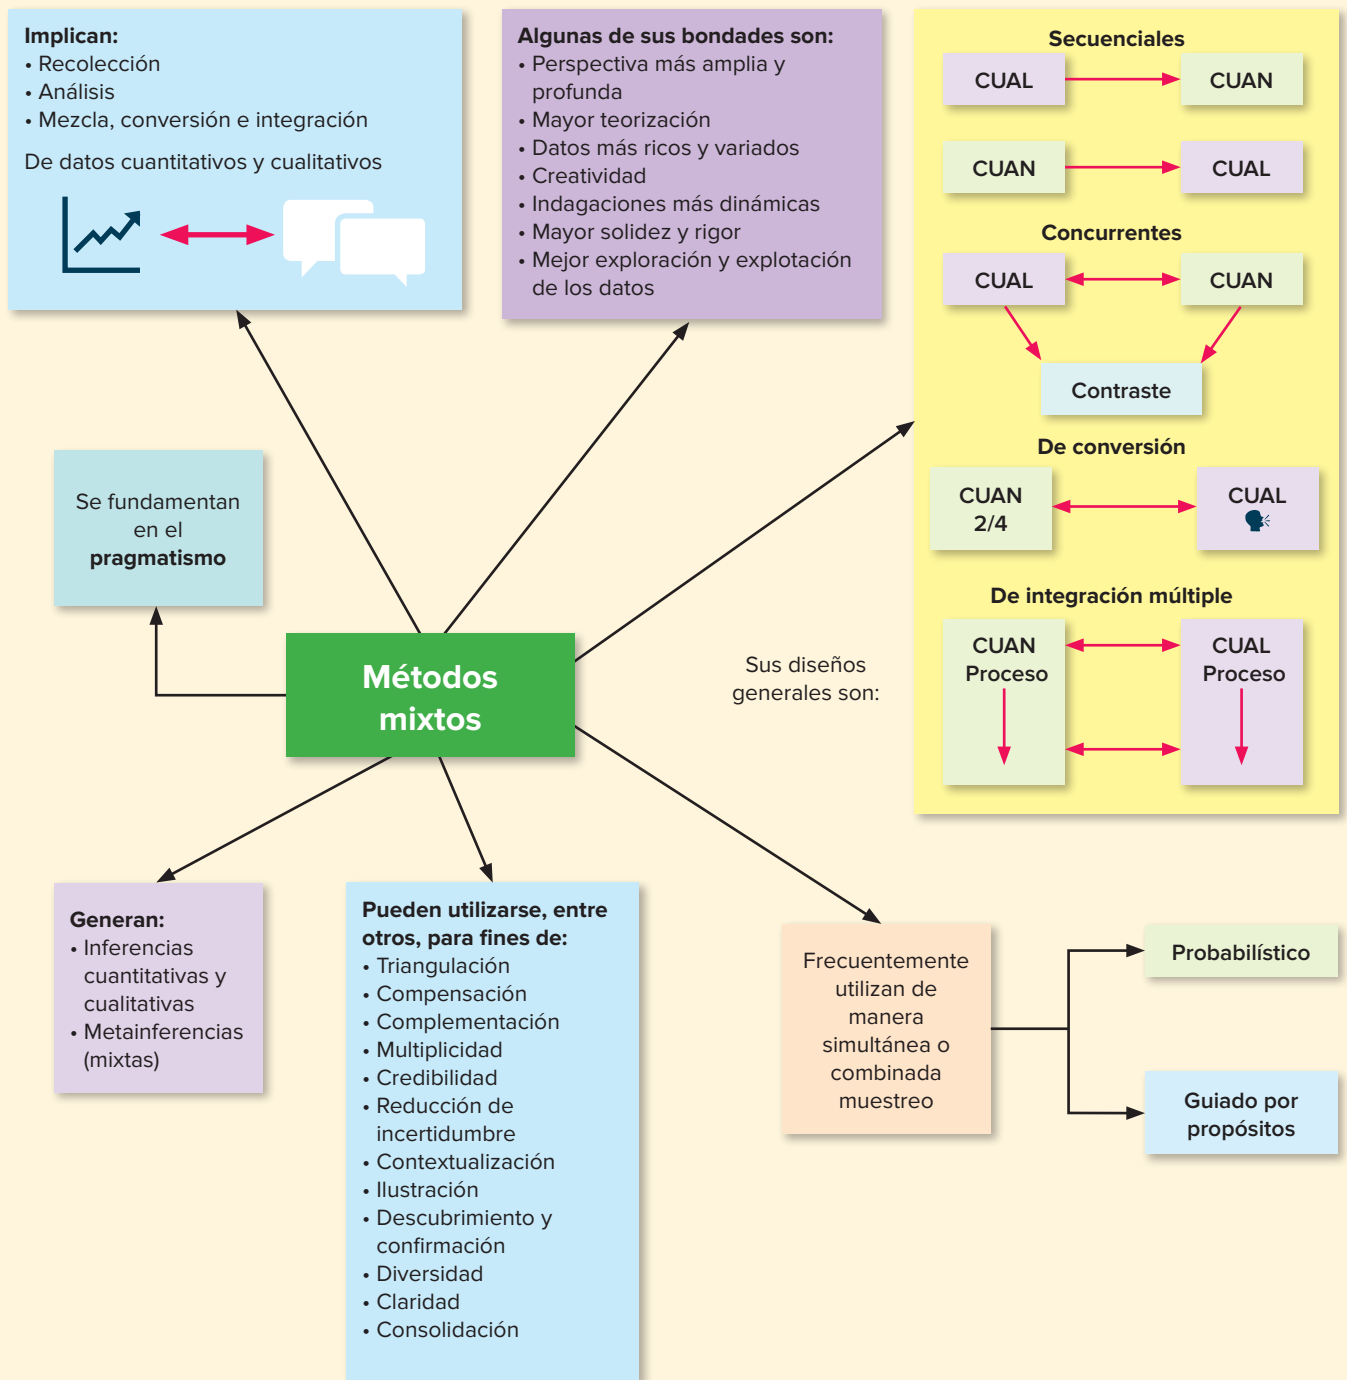 Implican:
• Recolección
• Análisis
• Mezcla, conversión e integración
De datos cuantitativos y cualitativos
Algunas de sus bondades son:
• Perspectiva más amplia y
profunda
• Mayor teorización
• Datos más ricos y variados
• Creatividad
• Indagaciones más dinámicas
• Mayor solidez y rigor
• Mejor exploración y explotación
de los datos
Secuenciales
CUAL
CUAN
CUAN
CUAL
Concurrentes
CUAL
CUAN
Contraste
De conversión
CUAN
2/4
CUAL
De integración múltiple
CUAN
Proceso
CUAL
Proceso
Se fundamentan
en el
pragmatismo
Métodos
mixtos
Sus diseños
generales son:
Generan:
• Inferencias
cuantitativas y
cualitativas
• Metainferencias
(mixtas)
Pueden utilizarse, entre
otros, para fines de:
• Triangulación
• Compensación
• Complementación
• Multiplicidad
• Credibilidad
• Reducción de
incertidumbre
• Contextualización
• Ilustración
• Descubrimiento y
confirmación
• Diversidad
• Claridad
• Consolidación
Frecuentemente
utilizan de
manera
simultánea o
combinada
muestreo
Probabilístico
Guiado por
propósitos